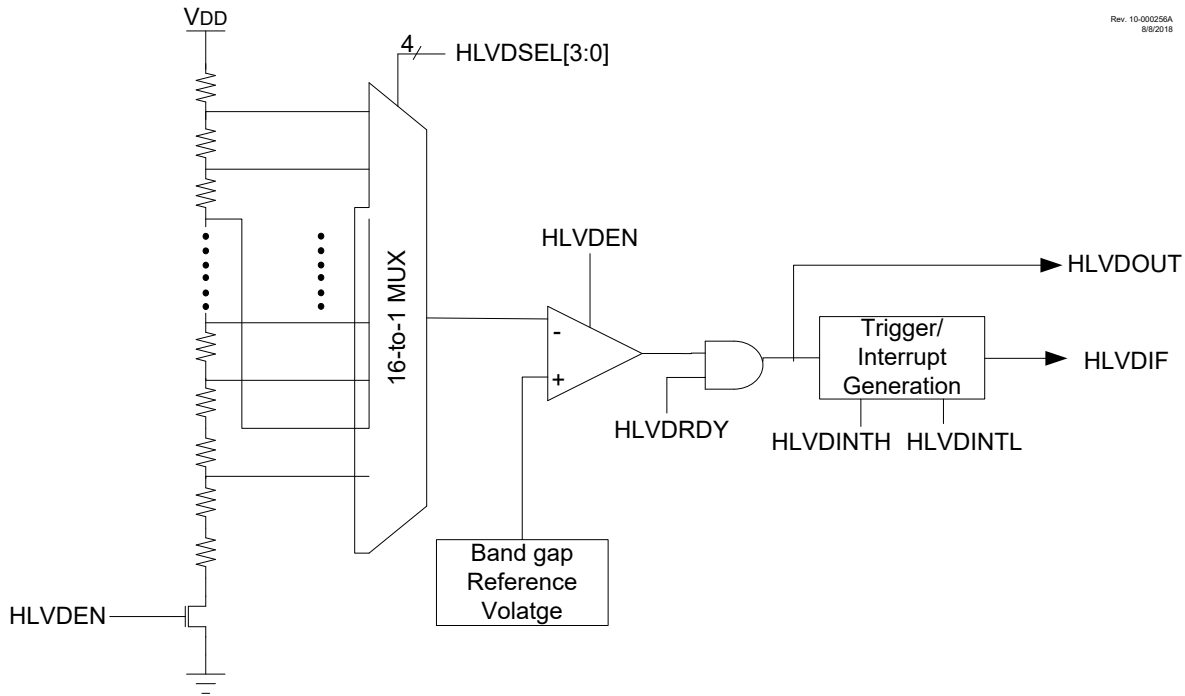 Rev. 10-000256A
8/8/2018
VDD
4
HLVDSEL[3:0]
16-to-1 MUX
HLVDEN
-
+
HLVDRDY
HLVDOUT
Trigger/
Interrupt
Generation
HLVDIF
HLVDINTH HLVDINTL
Band gap
Reference
Volatge
HLVDEN